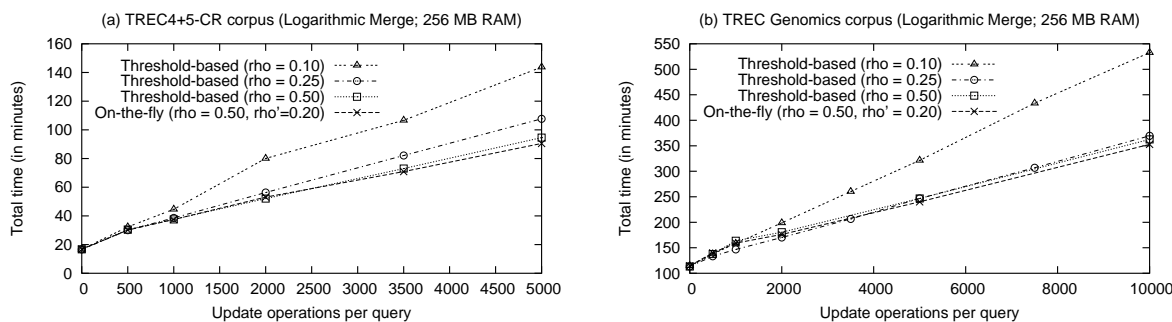 (a) TREC4+5-CR corpus (Logarithmic Merge; 256 MB RAM)
160
140
120
100
80
60
40
20
0
Total time (in minutes)
Threshold-based (rho = 0.10)
Threshold-based (rho = 0.25)
Threshold-based (rho = 0.50)
On-the-fly (rho = 0.50, rho'=0.20)
0 500 1000 1500 2000 2500 3000 3500 4000 4500 5000
Update operations per query
(b) TREC Genomics corpus (Logarithmic Merge; 256 MB RAM)
550
500
450
400
350
300
250
200
150
100
Total time (in minutes)
Threshold-based (rho = 0.10)
Threshold-based (rho = 0.25)
Threshold-based (rho = 0.50)
On-the-fly (rho = 0.50, rho' = 0.20)
0 2000 4000 6000 8000 10000
Update operations per query